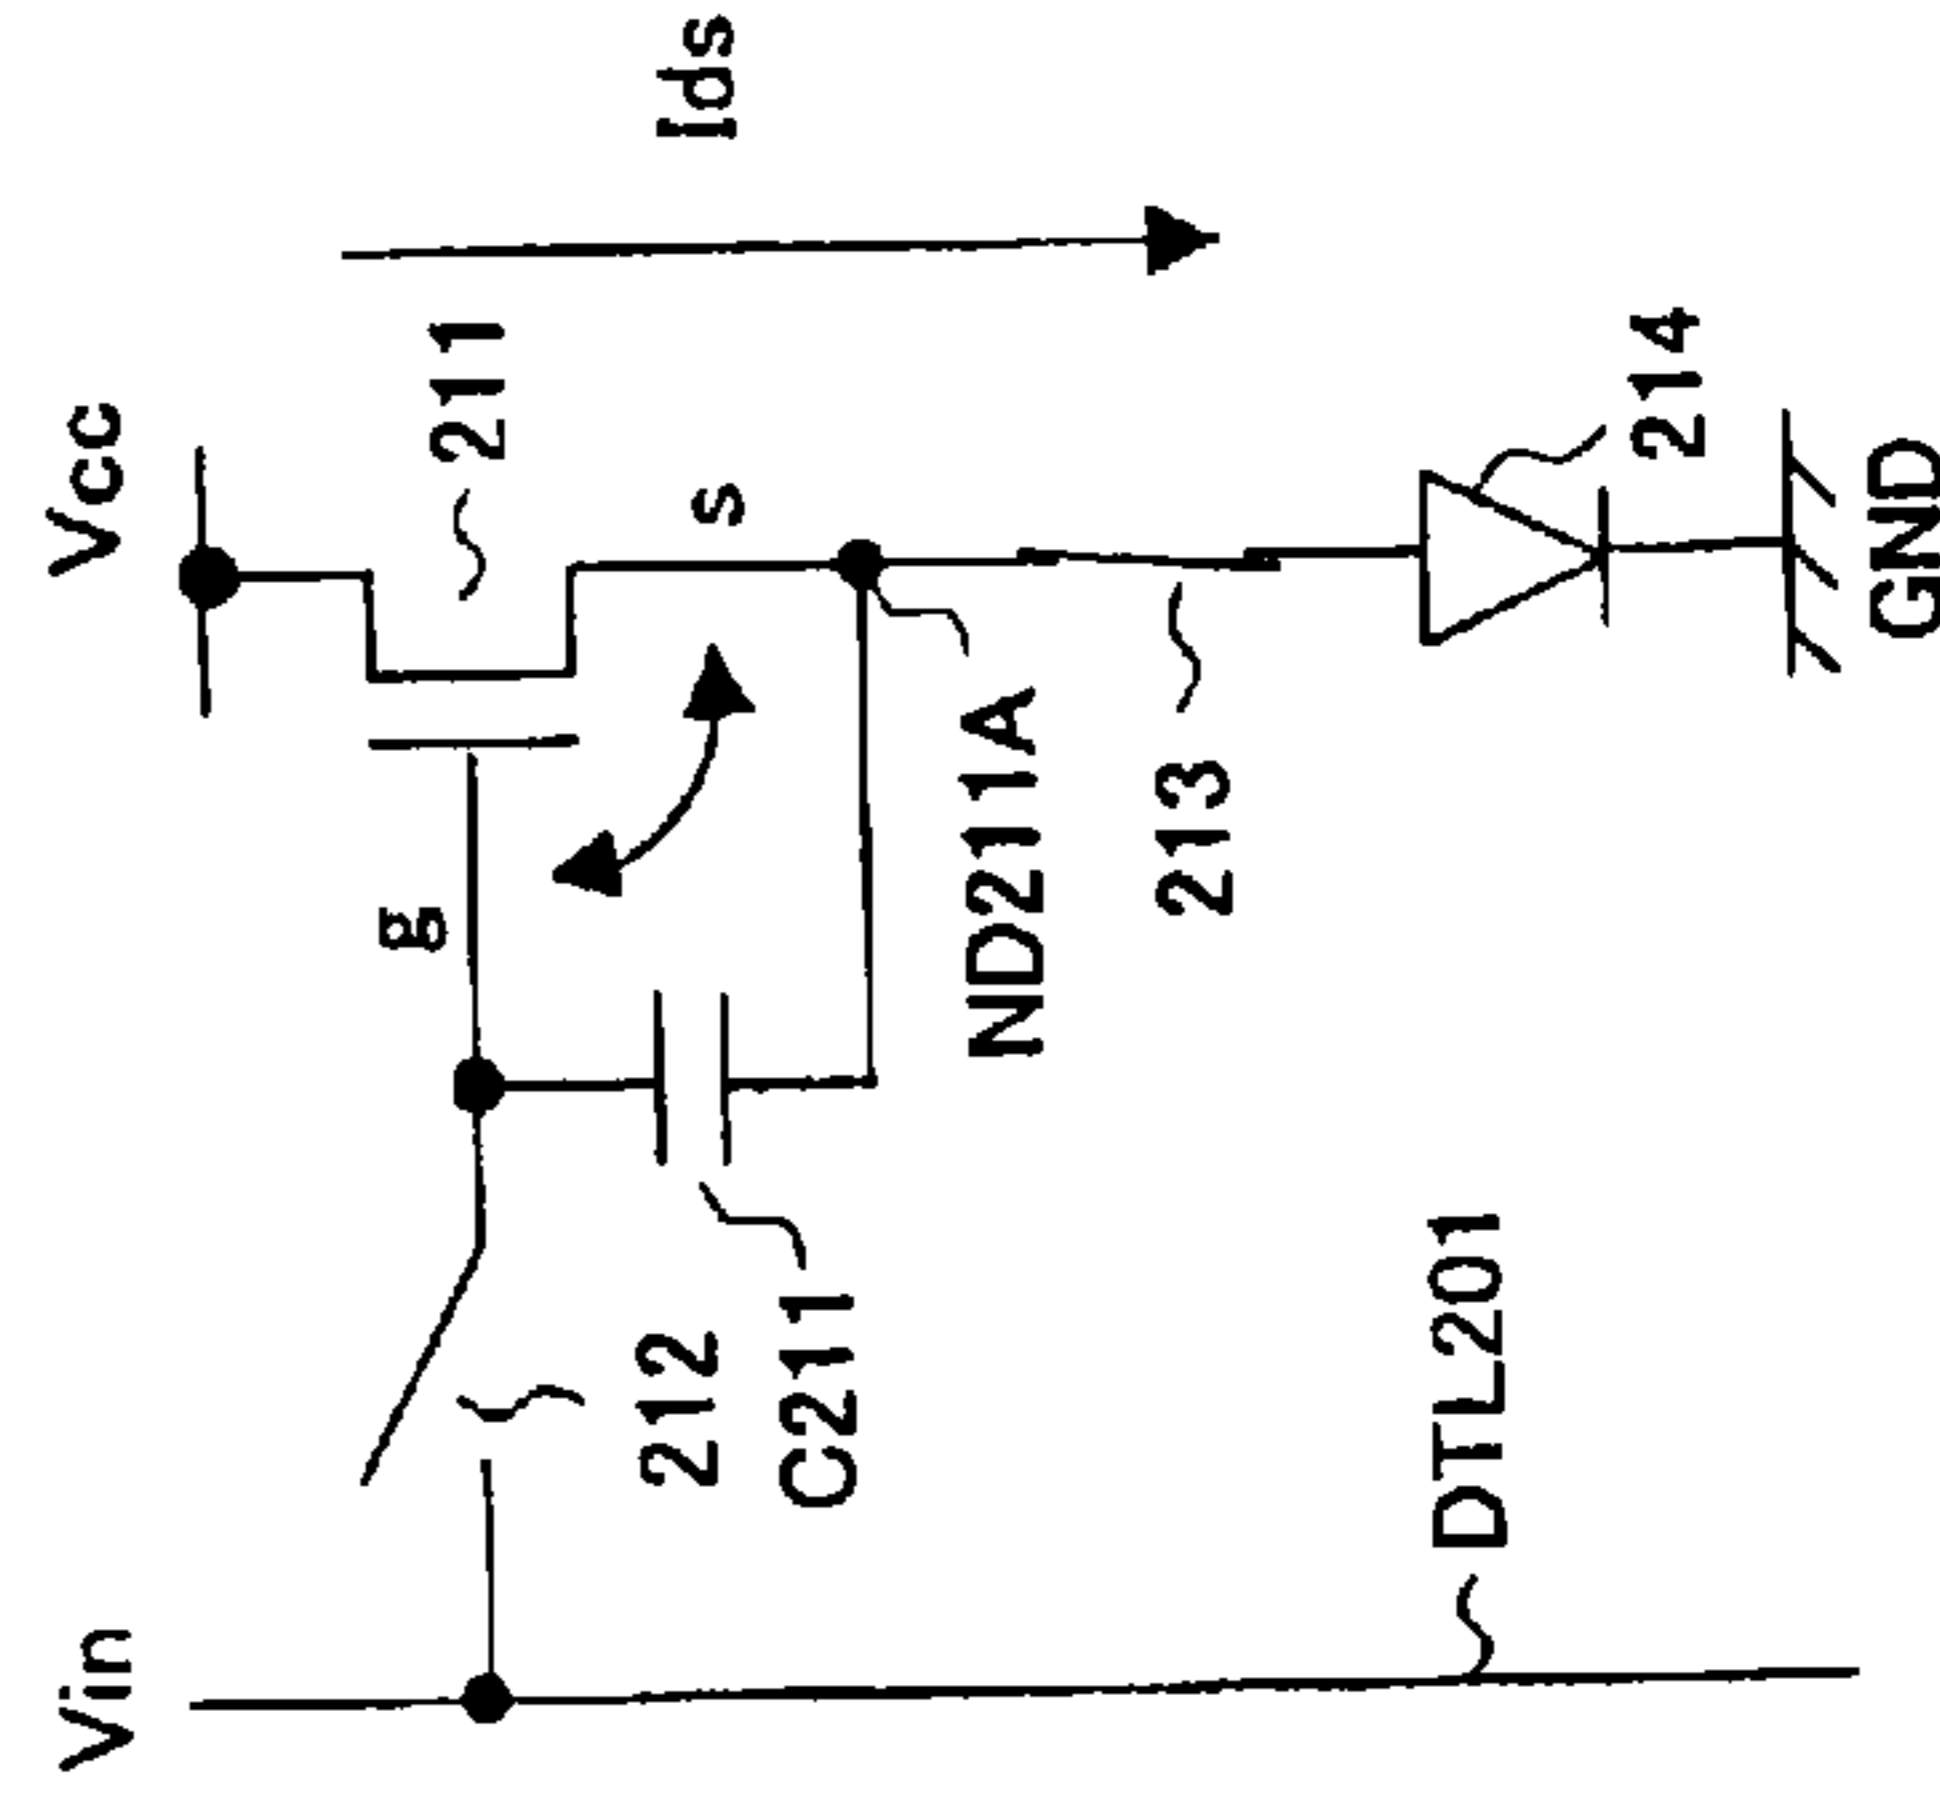 Vin
Vcc
211
Ids
g
s
212
C211
ND211A
213
DTL201
214
GND